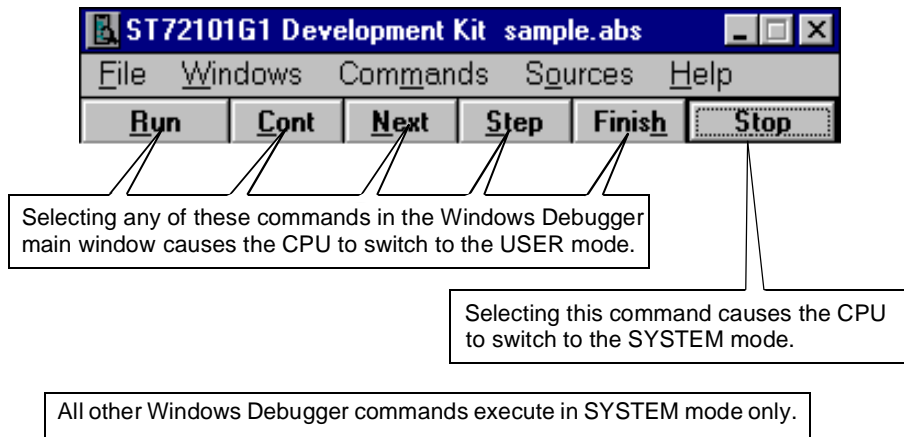 ST72101G1 Development Kit sample.abs
File Windows Commands Sources Help
Run Cont Next Step Finish Stop
Selecting any of these commands in the Windows Debugger
main window causes the CPU to switch to the USER mode.
Selecting this command causes the CPU
to switch to the SYSTEM mode.
All other Windows Debugger commands execute in SYSTEM mode only.